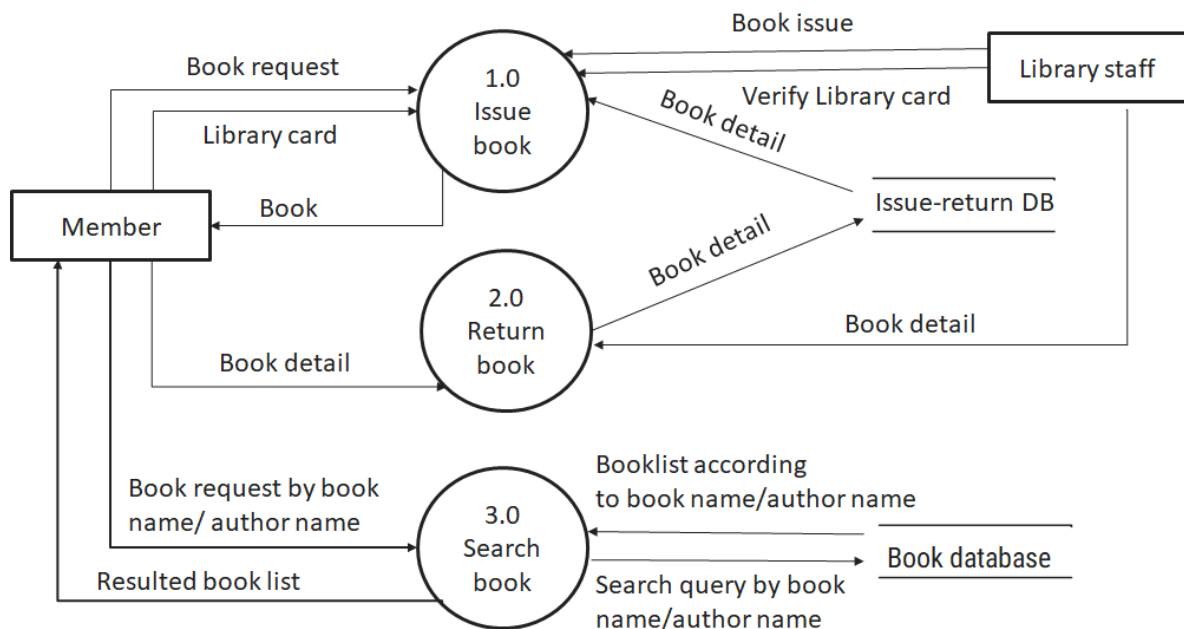 Book issue
Book request
1.0
Issue
book
Library staff
Verify Library card
Library card
Book detail
Issue-return DB
Book
Member
Book detail
2.0
Return
book
Book detail
Book detail
Booklist according
to book name/author name
Book request by book
name/ author name
3.0
Search
book
Book database
Resulted book list
Search query by book
name/author name